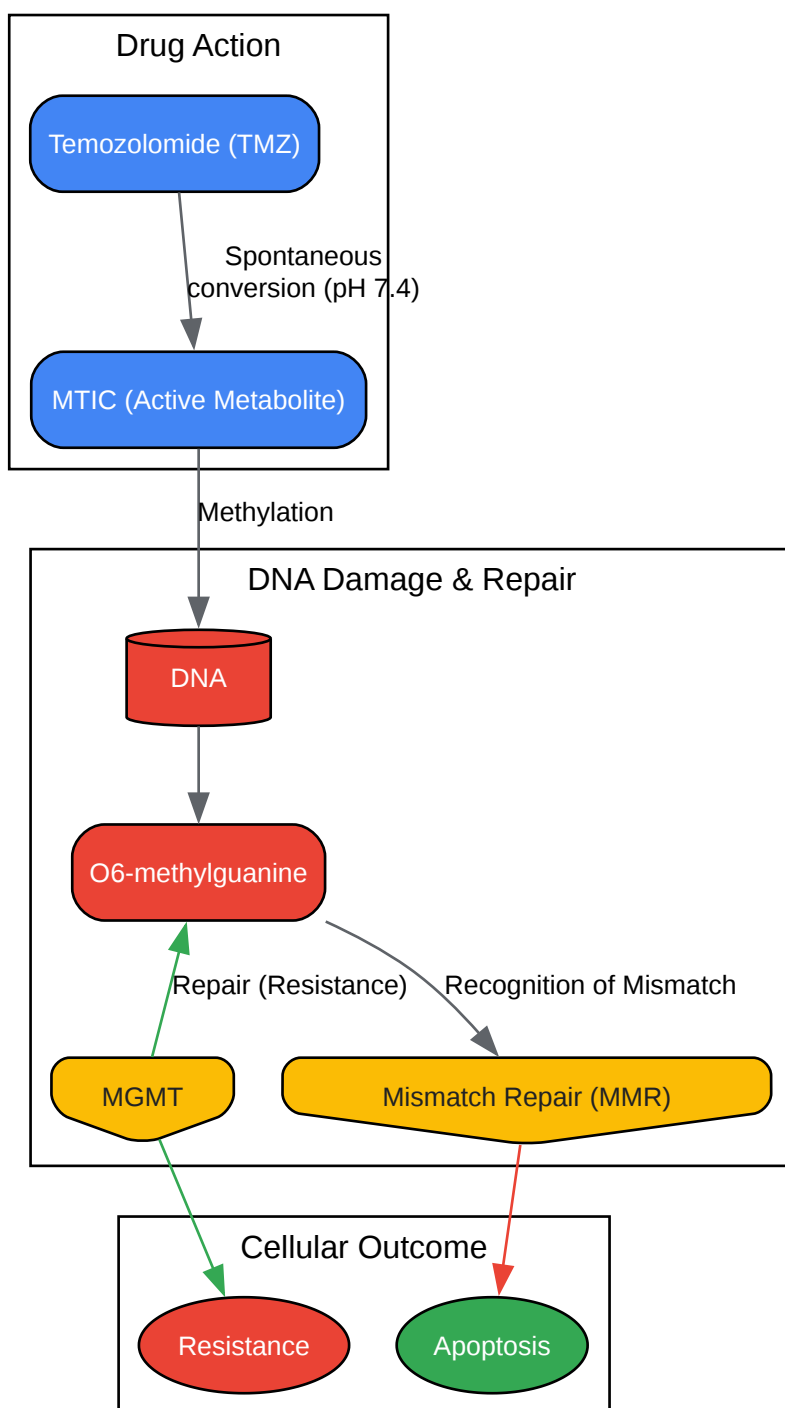 Drug Action
Temozolomide (TMZ)
Spontaneous
conversion (pH 7.4)
MTIC (Active Metabolite)
Methylation
DNA Damage & Repair
DNA
O6-methylguanine
Repair (Resistance)
Recognition of Mismatch
MGMT
Mismatch Repair (MMR)
Cellular Outcome
Resistance
Apoptosis